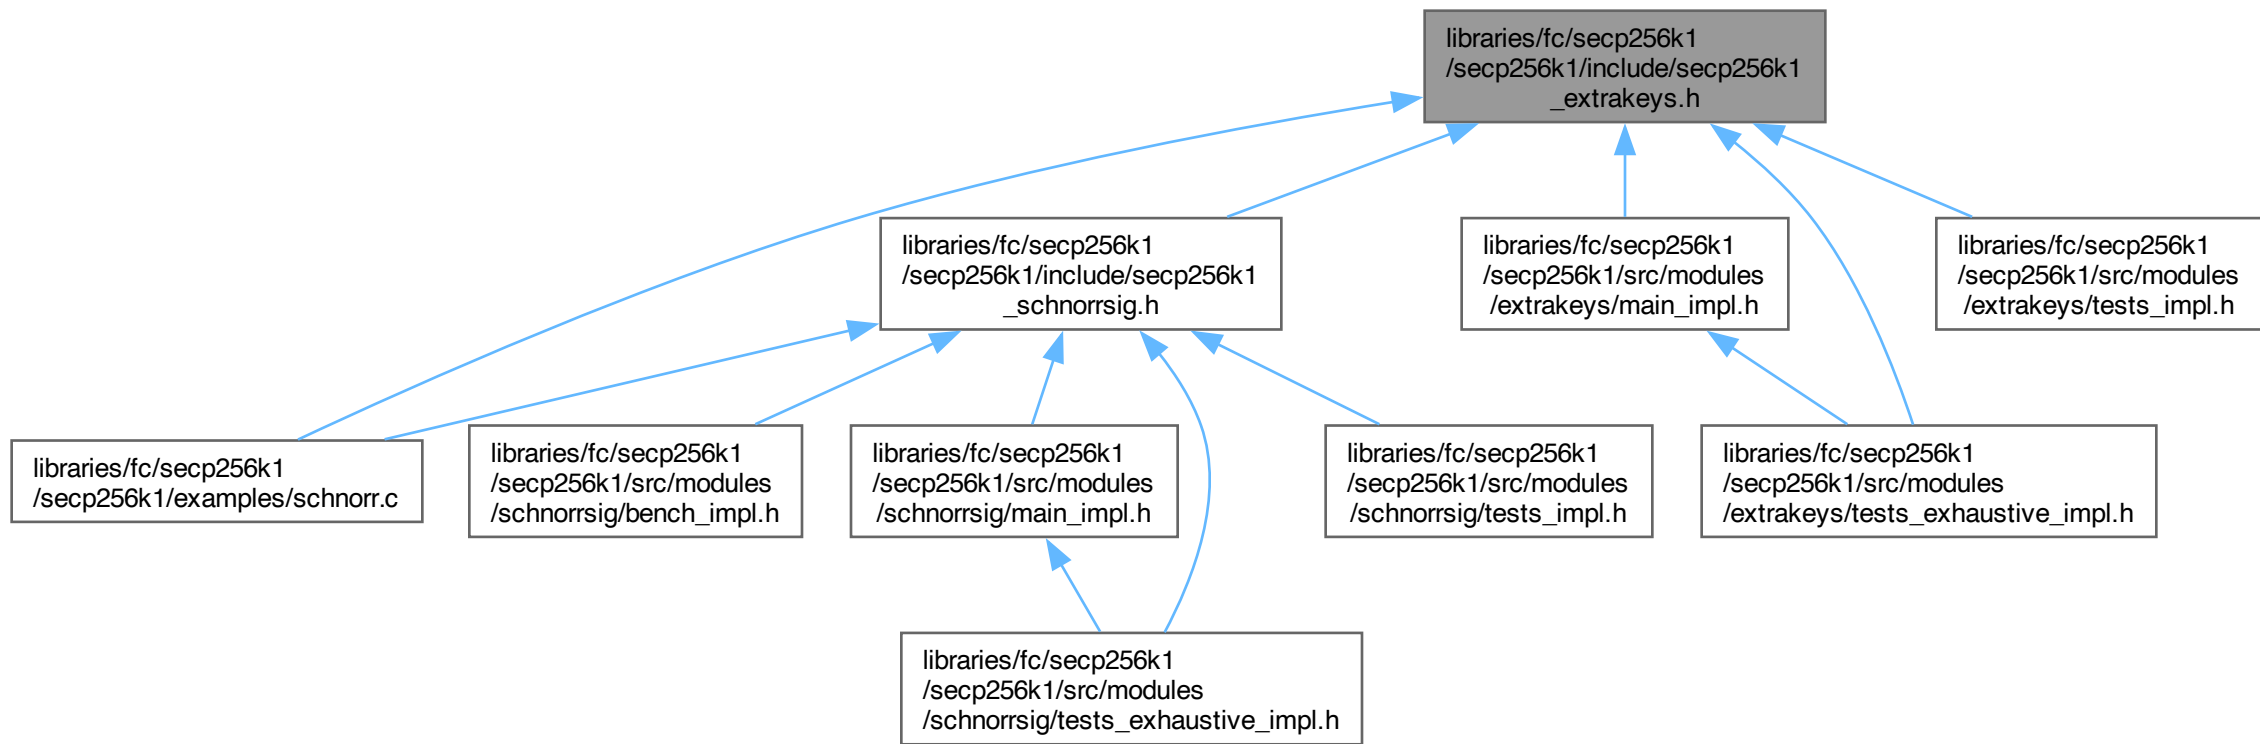 libraries/fc/secp256k1
/secp256k1/include/secp256k1
_extrakeys.h
libraries/fc/secp256k1
/secp256k1/include/secp256k1
_schnorrsig.h
libraries/fc/secp256k1
/secp256k1/src/modules
/extrakeys/main_impl.h
libraries/fc/secp256k1
/secp256k1/src/modules
/extrakeys/tests_impl.h
libraries/fc/secp256k1
/secp256k1/examples/schnorr.c
libraries/fc/secp256k1
/secp256k1/src/modules
/schnorrsig/bench_impl.h
libraries/fc/secp256k1
/secp256k1/src/modules
/schnorrsig/main_impl.h
libraries/fc/secp256k1
/secp256k1/src/modules
/schnorrsig/tests_impl.h
libraries/fc/secp256k1
/secp256k1/src/modules
/extrakeys/tests_exhaustive_impl.h
libraries/fc/secp256k1
/secp256k1/src/modules
/schnorrsig/tests_exhaustive_impl.h